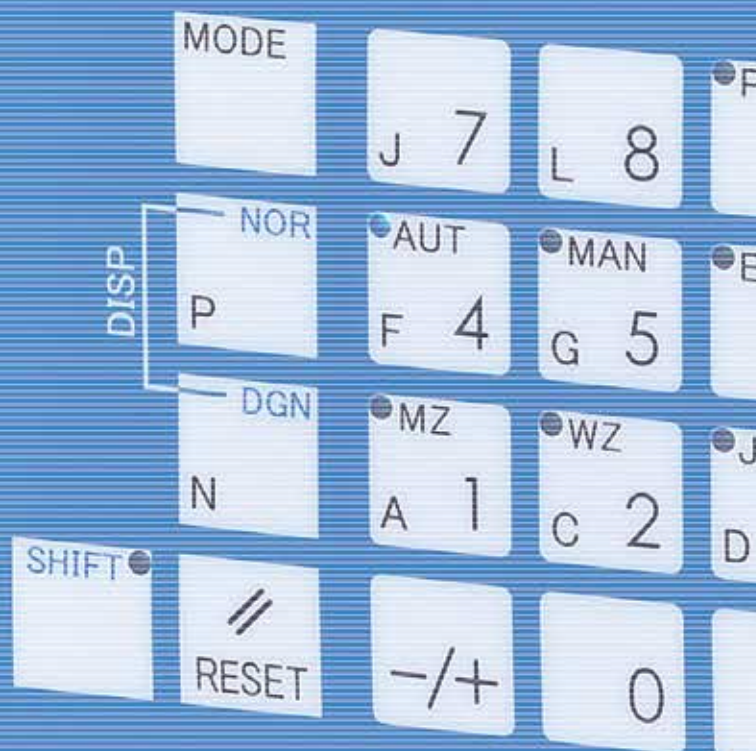 MODE
J 7
L 8
DISP
NOR
P
AUT
F 4
MAN
G 5
DGN
N
MZ
A 1
WZ
C 2
D
SHIFT
RESET
-/+
0